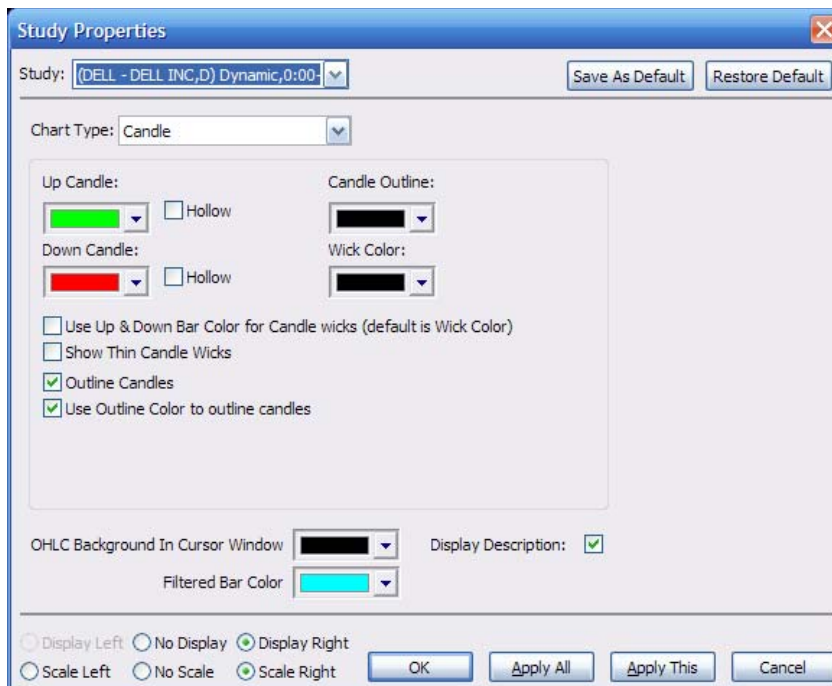 Study Properties
Study: (DELL - DELL INC,D) Dynamic,0:00- Save As Default Restore Default
Chart Type: Candle
Up Candle: Candle Outline:
Hollow
Down Candle: Wick Color:
Hollow
Use Up & Down Bar Color for Candle wicks (default is Wick Color)
Show Thin Candle Wicks
Outline Candles
Use Outline Color to outline candles
OHLC Background In Cursor Window Display Description:
Filtered Bar Color
Display Left No Display Display Right
Scale Left No Scale Scale Right OK Apply All Apply This Cancel